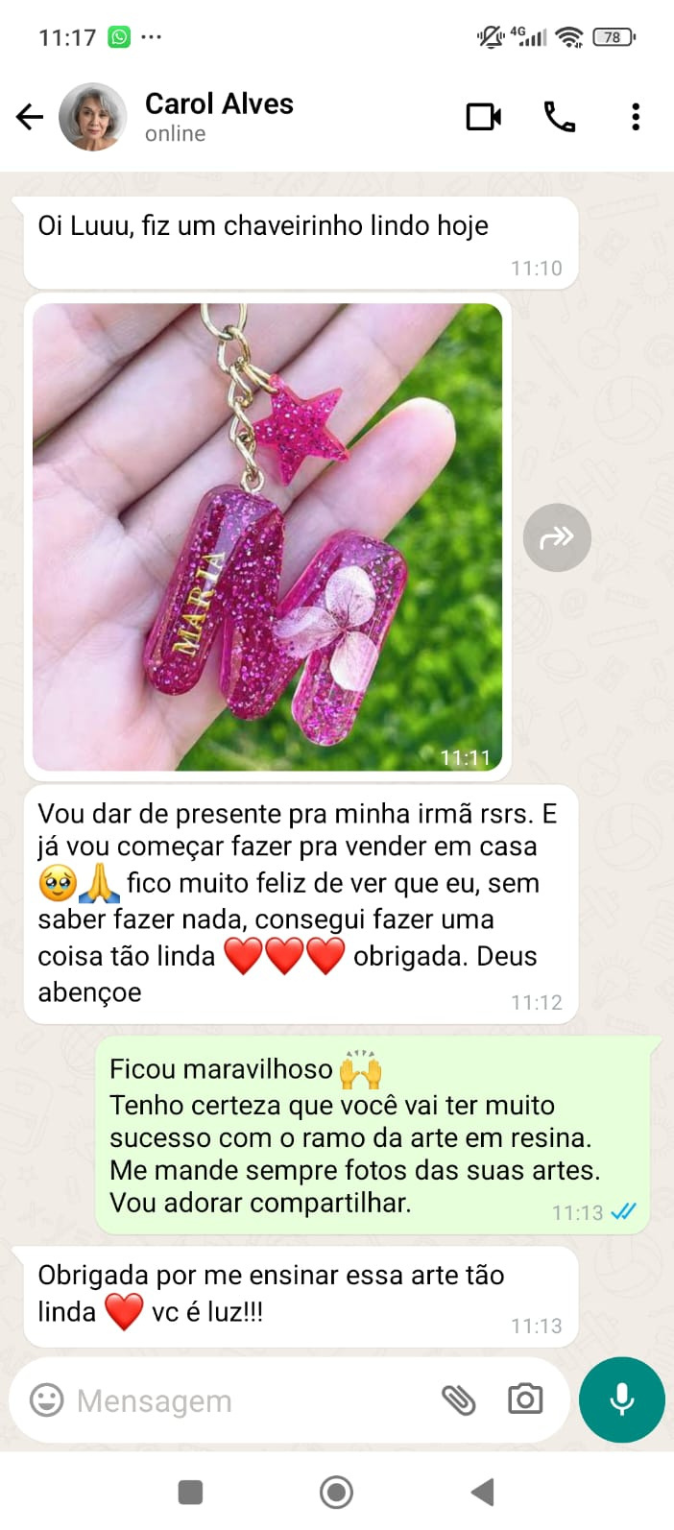 11:17
4G
78
Carol Alves
online
Oi Luuu, fiz um chaveirinho lindo hoje
11:10
MARIA
11:11
Vou dar de presente pra minha irmã rsrs. E
já vou começar fazer pra vender em casa
🥹🙏 fico muito feliz de ver que eu, sem
saber fazer nada, consegui fazer uma
coisa tão linda ❤️❤️❤️ obrigada. Deus
abençoe
11:12
Ficou maravilhoso 🙌
Tenho certeza que você vai ter muito
sucesso com o ramo da arte em resina.
Me mande sempre fotos das suas artes.
Vou adorar compartilhar.
11:13
Obrigada por me ensinar essa arte tão
linda ❤️ vc é luz!!!
11:13
Mensagem